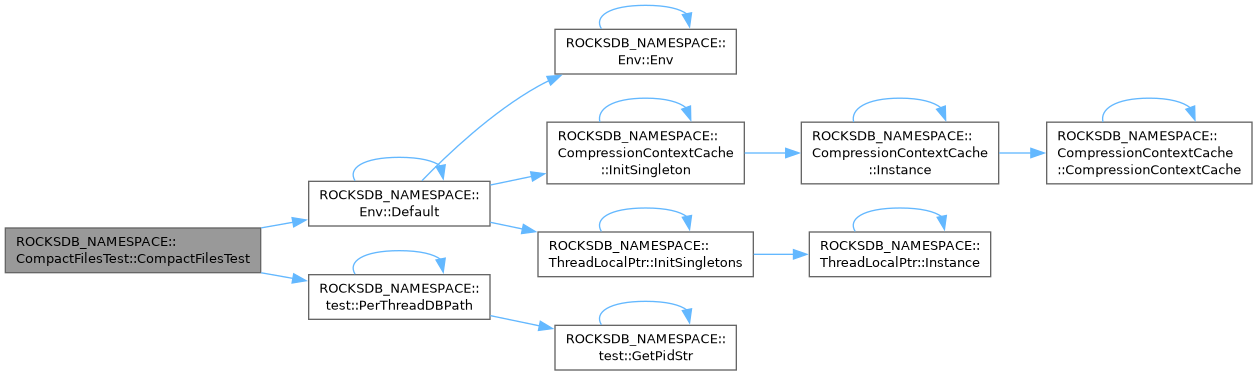 ROCKSDB_NAMESPACE::
CompactFilesTest::CompactFilesTest
ROCKSDB_NAMESPACE::
Env::Default
ROCKSDB_NAMESPACE::
Env::Env
ROCKSDB_NAMESPACE::
CompressionContextCache
::InitSingleton
ROCKSDB_NAMESPACE::
CompressionContextCache
::Instance
ROCKSDB_NAMESPACE::
CompressionContextCache
::CompressionContextCache
ROCKSDB_NAMESPACE::
ThreadLocalPtr::InitSingletons
ROCKSDB_NAMESPACE::
ThreadLocalPtr::Instance
ROCKSDB_NAMESPACE::
test::PerThreadDBPath
ROCKSDB_NAMESPACE::
test::GetPidStr